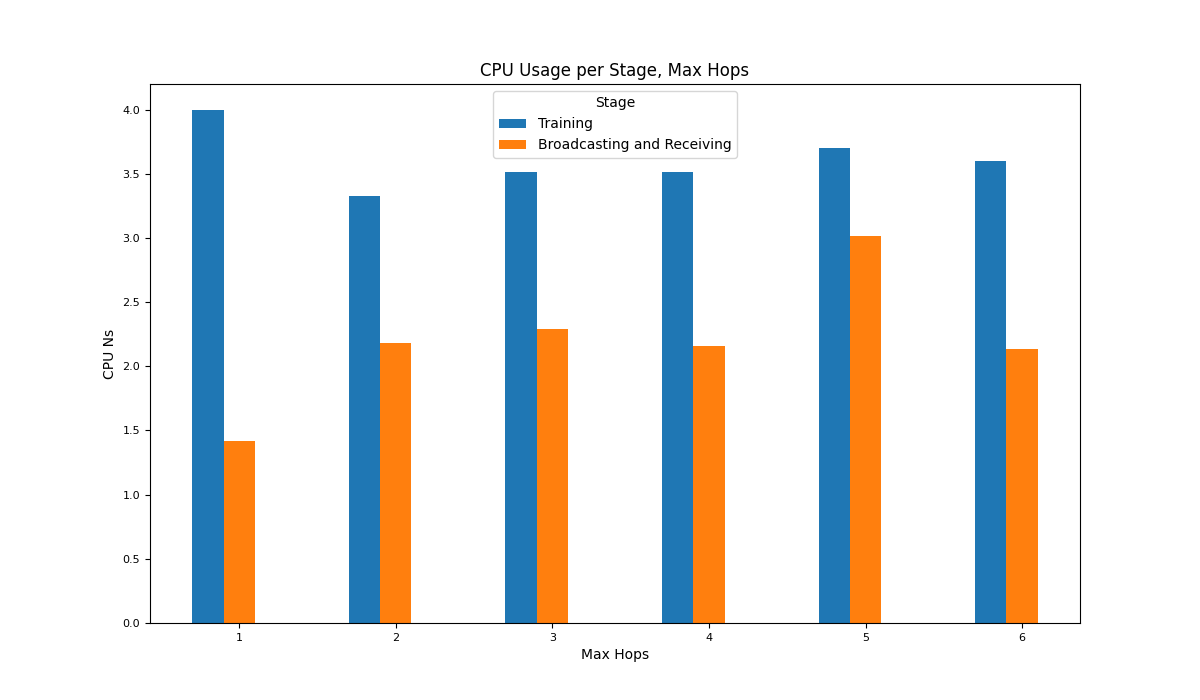 CPU Usage per Stage, Max Hops
Stage
Training
Broadcasting and Receiving
CPU Ns
4.0
3.5
3.0
2.5
2.0
1.5
1.0
0.5
0.0
1 2 3 4 5 6
Max Hops